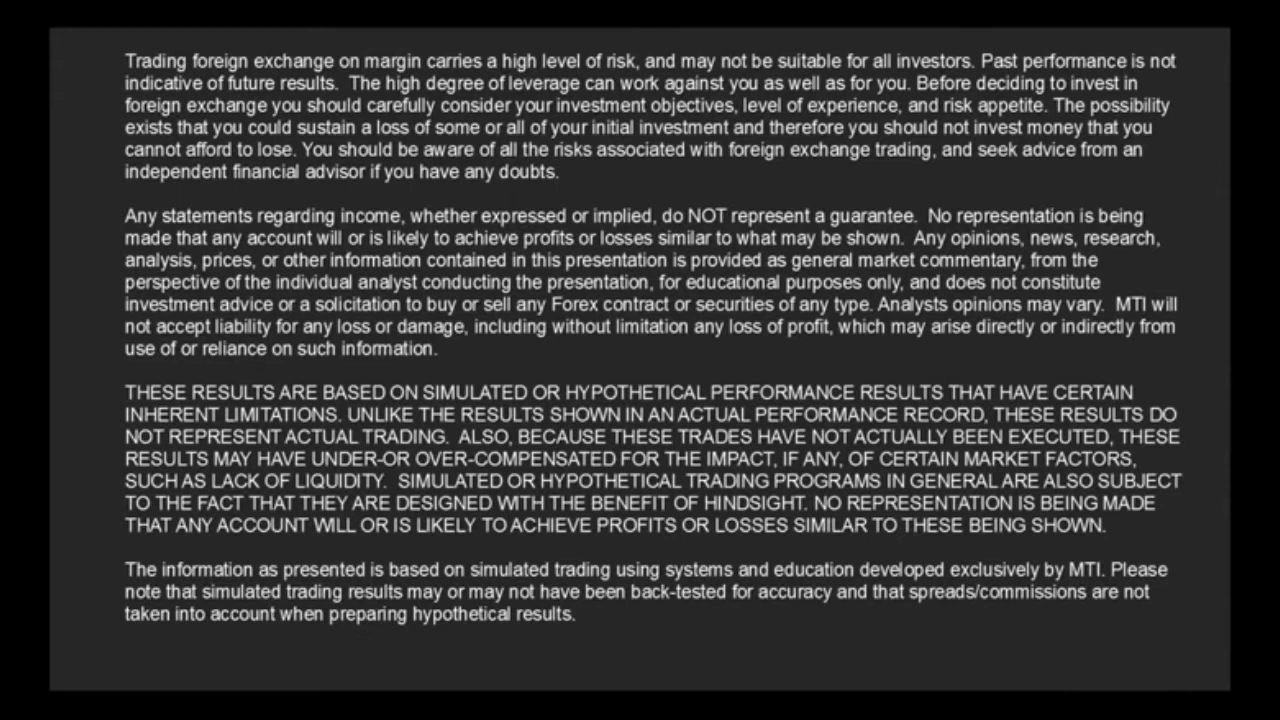 Trading foreign exchange on margin carries a high level of risk, and may not be suitable for all investors. Past performance is not
indicative of future results.  The high degree of leverage can work against you as well as for you. Before deciding to invest in
foreign exchange you should carefully consider your investment objectives, level of experience, and risk appetite. The possibility
exists that you could sustain a loss of some or all of your initial investment and therefore you should not invest money that you
cannot afford to lose. You should be aware of all the risks associated with foreign exchange trading, and seek advice from an
independent financial advisor if you have any doubts.
Any statements regarding income, whether expressed or implied, do NOT represent a guarantee.  No representation is being
made that any account will or is likely to achieve profits or losses similar to what may be shown.  Any opinions, news, research,
analysis, prices, or other information contained in this presentation is provided as general market commentary, from the
perspective of the individual analyst conducting the presentation, for educational purposes only, and does not constitute
investment advice or a solicitation to buy or sell any Forex contract or securities of any type. Analysts opinions may vary.  MTI will
not accept liability for any loss or damage, including without limitation any loss of profit, which may arise directly or indirectly from
use of or reliance on such information.
THESE RESULTS ARE BASED ON SIMULATED OR HYPOTHETICAL PERFORMANCE RESULTS THAT HAVE CERTAIN
INHERENT LIMITATIONS. UNLIKE THE RESULTS SHOWN IN AN ACTUAL PERFORMANCE RECORD, THESE RESULTS DO
NOT REPRESENT ACTUAL TRADING.  ALSO, BECAUSE THESE TRADES HAVE NOT ACTUALLY BEEN EXECUTED, THESE
RESULTS MAY HAVE UNDER-OR OVER-COMPENSATED FOR THE IMPACT, IF ANY, OF CERTAIN MARKET FACTORS,
SUCH AS LACK OF LIQUIDITY.  SIMULATED OR HYPOTHETICAL TRADING PROGRAMS IN GENERAL ARE ALSO SUBJECT
TO THE FACT THAT THEY ARE DESIGNED WITH THE BENEFIT OF HINDSIGHT. NO REPRESENTATION IS BEING MADE
THAT ANY ACCOUNT WILL OR IS LIKELY TO ACHIEVE PROFITS OR LOSSES SIMILAR TO THESE BEING SHOWN.
The information as presented is based on simulated trading using systems and education developed exclusively by MTI. Please
note that simulated trading results may or may not have been back-tested for accuracy and that spreads/commissions are not
taken into account when preparing hypothetical results.